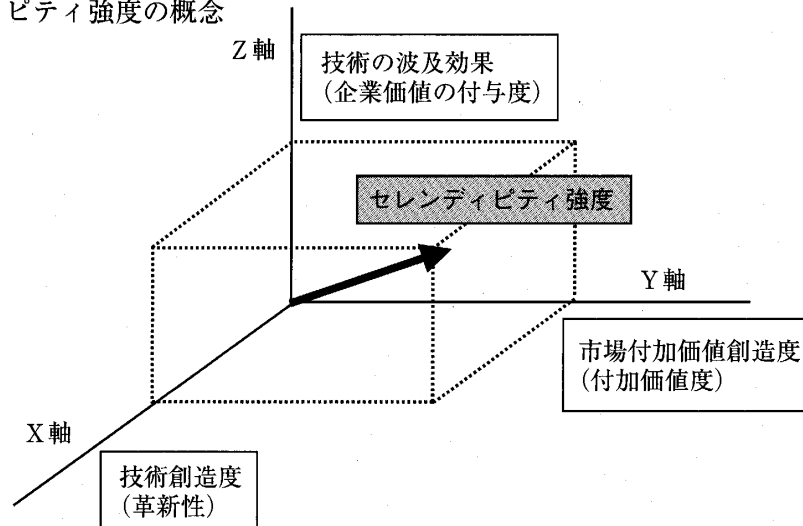 ピティ強度の概念
Z軸
技術の波及効果
(企業価値の付与度)
セレンディピティ強度
Y軸
市場付加価値創造度
(付加価値度)
X軸
技術創造度
(革新性)